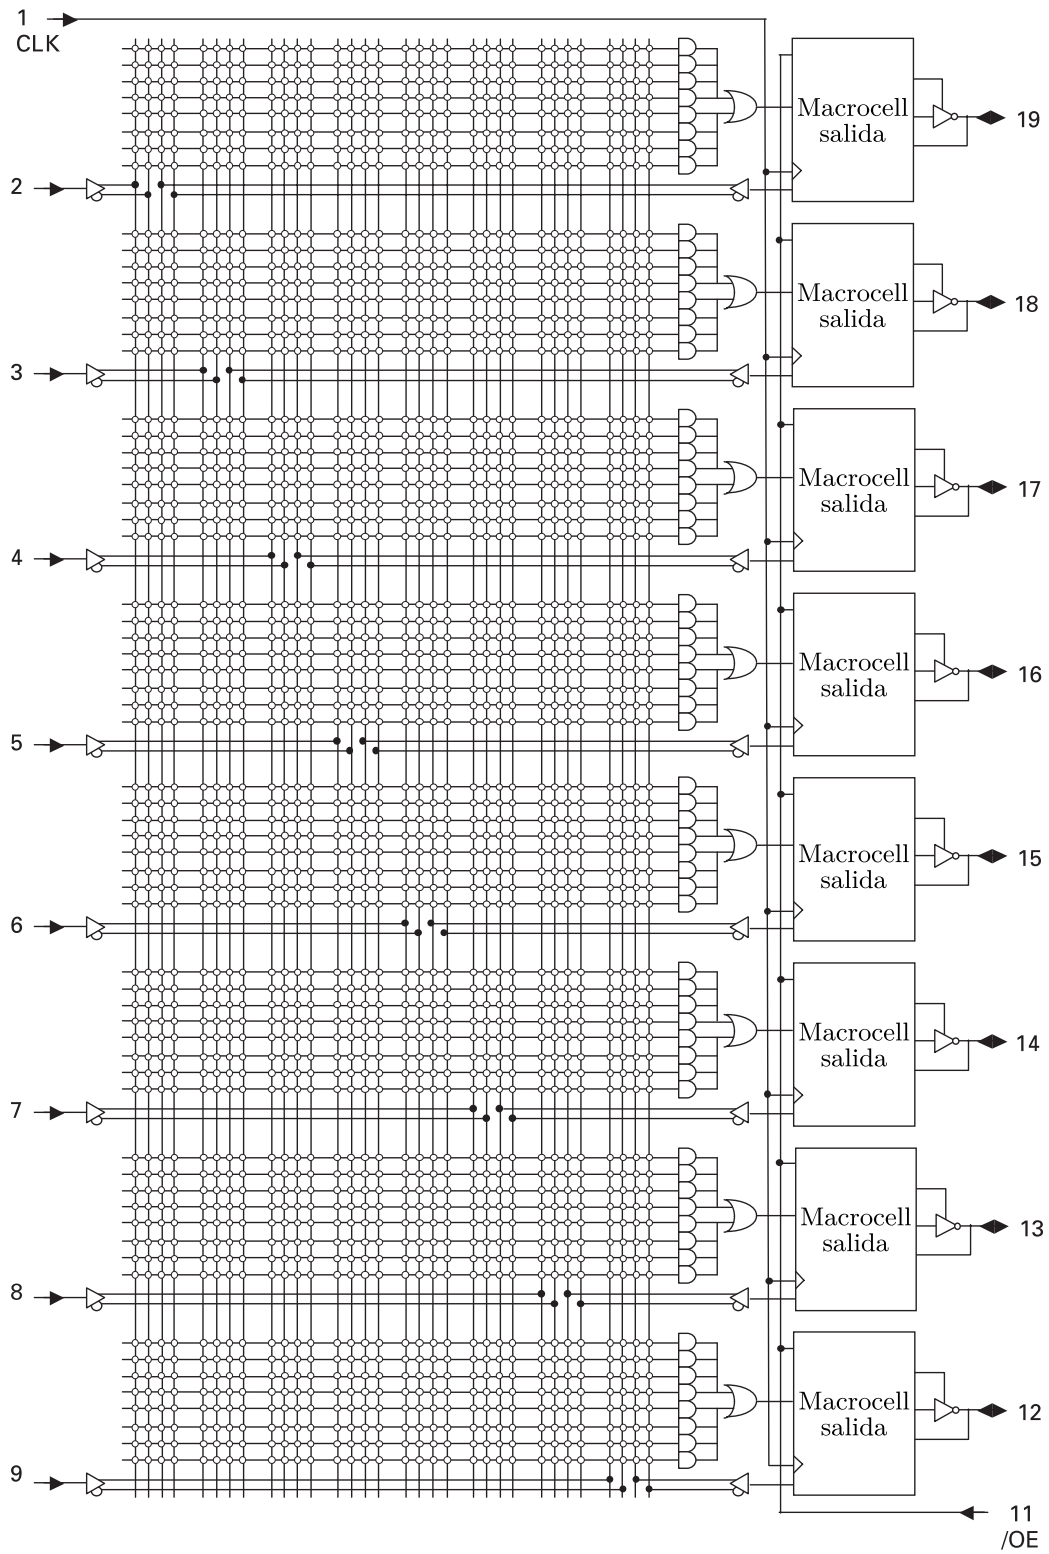 1
CLK
Macrocell
salida
19
2
Macrocell
salida
18
3
Macrocell
salida
17
4
Macrocell
salida
16
5
Macrocell
salida
15
6
Macrocell
salida
14
7
Macrocell
salida
13
8
Macrocell
salida
12
9
11
/OE